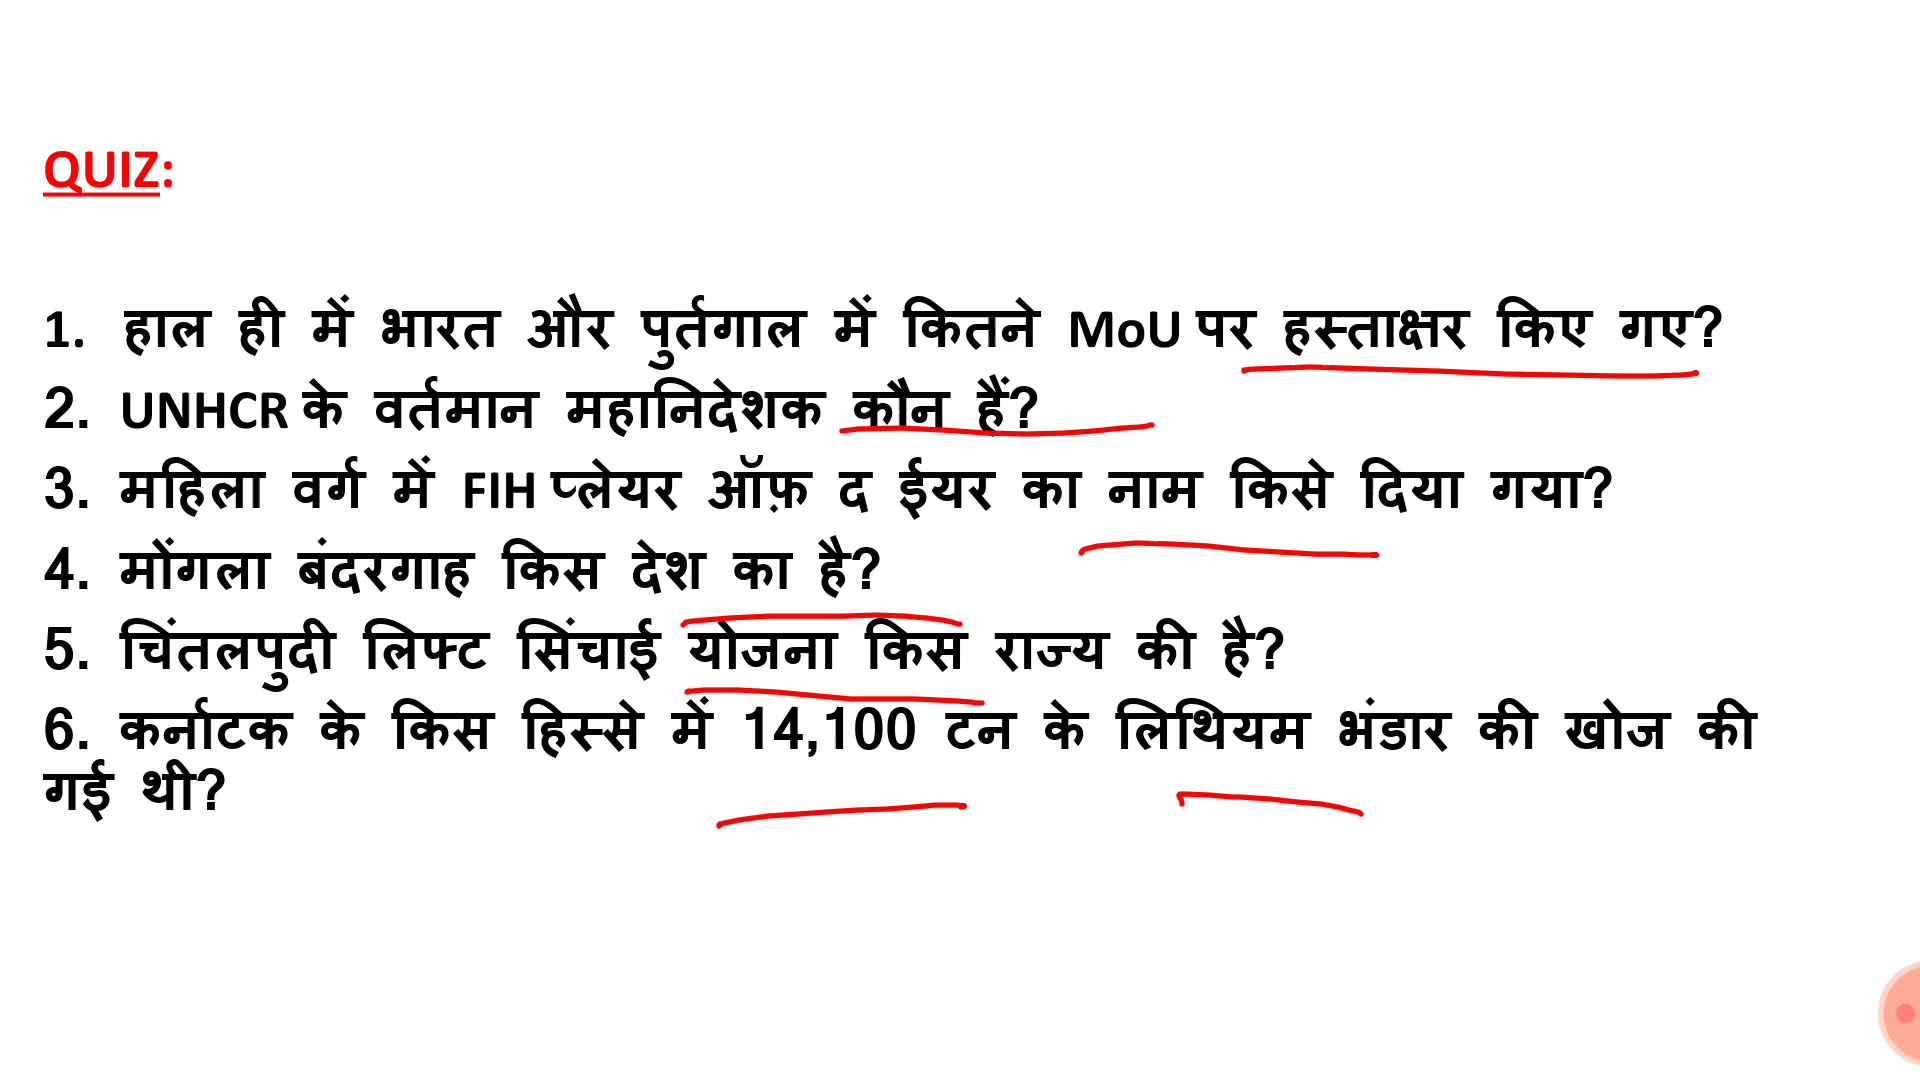 QUIZ:
1. हाल ही में भारत और पुर्तगाल में कितने MoU पर हस्ताक्षर किए गए?
2. UNHCR के वर्तमान महानिदेशक कौन हैं?
3. महिला वर्ग में FIH प्लेयर ऑफ़ द ईयर का नाम किसे दिया गया?
4. मोंगला बंदरगाह किस देश का है?
5. चिंतलपुदी लिफ्ट सिंचाई योजना किस राज्य की है?
6. कर्नाटक के किस हिस्से में 14,100 टन के लिथियम भंडार की खोज की
गई थी?